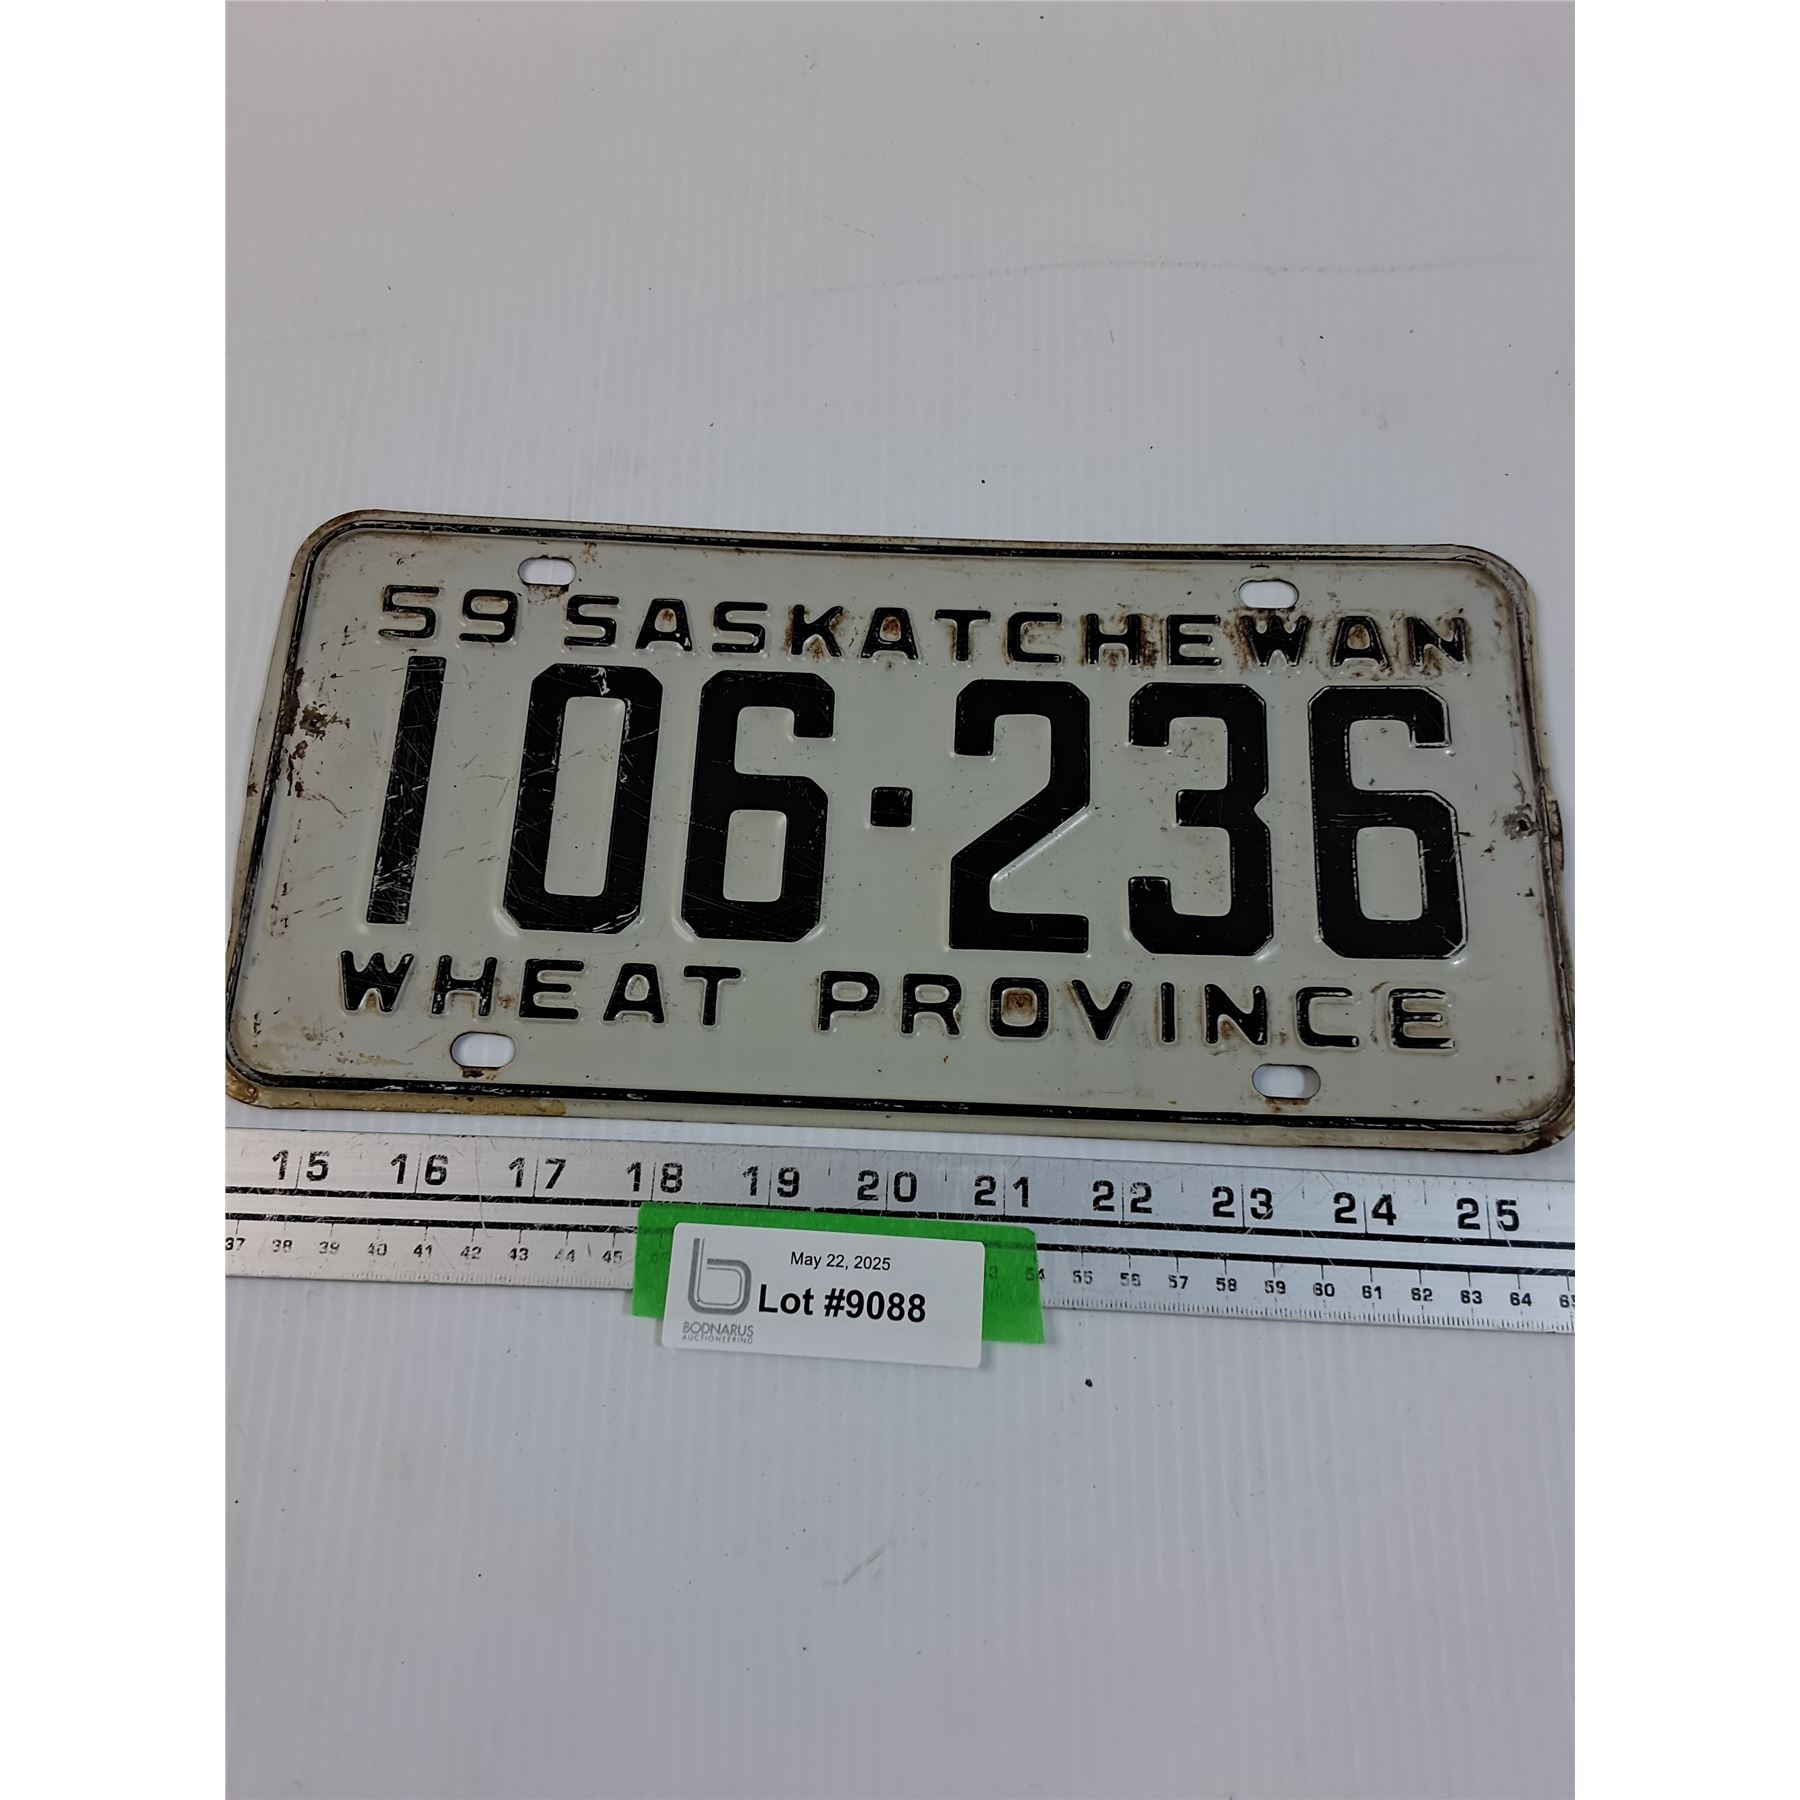 59 SASKATCHEWAN
106·236
WHEAT PROVINCE
15 16 17 18 19 20 21 22 23 24 25
37 38 39 40 41 42 43 44 45 46 54 55 56 57 58 59 60 61 62 63 64
May 22, 2025
Lot #9088
BODNARUS
AUCTIONEERING